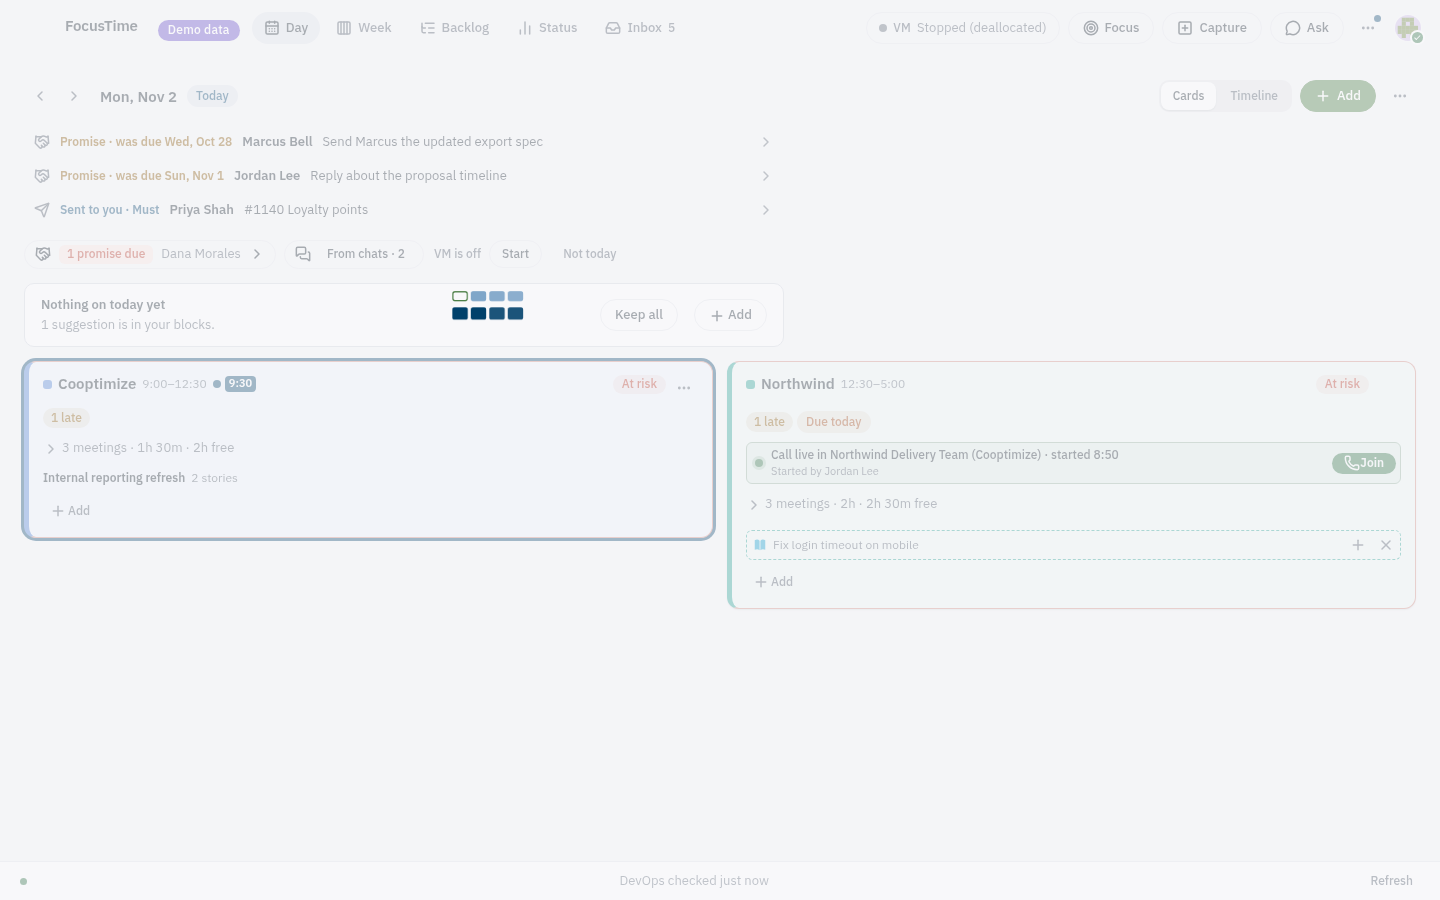 FocusTime
Demo data
Day
Week
Backlog
Status
Inbox 5
VM Stopped (deallocated)
Focus
Capture
Ask
Mon, Nov 2
Today
Cards
Timeline
Add
Promise · was due Wed, Oct 28 Marcus Bell Send Marcus the updated export spec
Promise · was due Sun, Nov 1 Jordan Lee Reply about the proposal timeline
Sent to you · Must Priya Shah #1140 Loyalty points
1 promise due Dana Morales
From chats · 2
VM is off
Start
Not today
Nothing on today yet
1 suggestion is in your blocks.
Keep all
Add
Cooptimize 9:00–12:30 9:30
At risk
1 late
3 meetings · 1h 30m · 2h free
Internal reporting refresh 2 stories
Add
Northwind 12:30–5:00
At risk
1 late
Due today
Call live in Northwind Delivery Team (Cooptimize) · started 8:50
Started by Jordan Lee
Join
3 meetings · 2h · 2h 30m free
Fix login timeout on mobile
Add
DevOps checked just now
Refresh